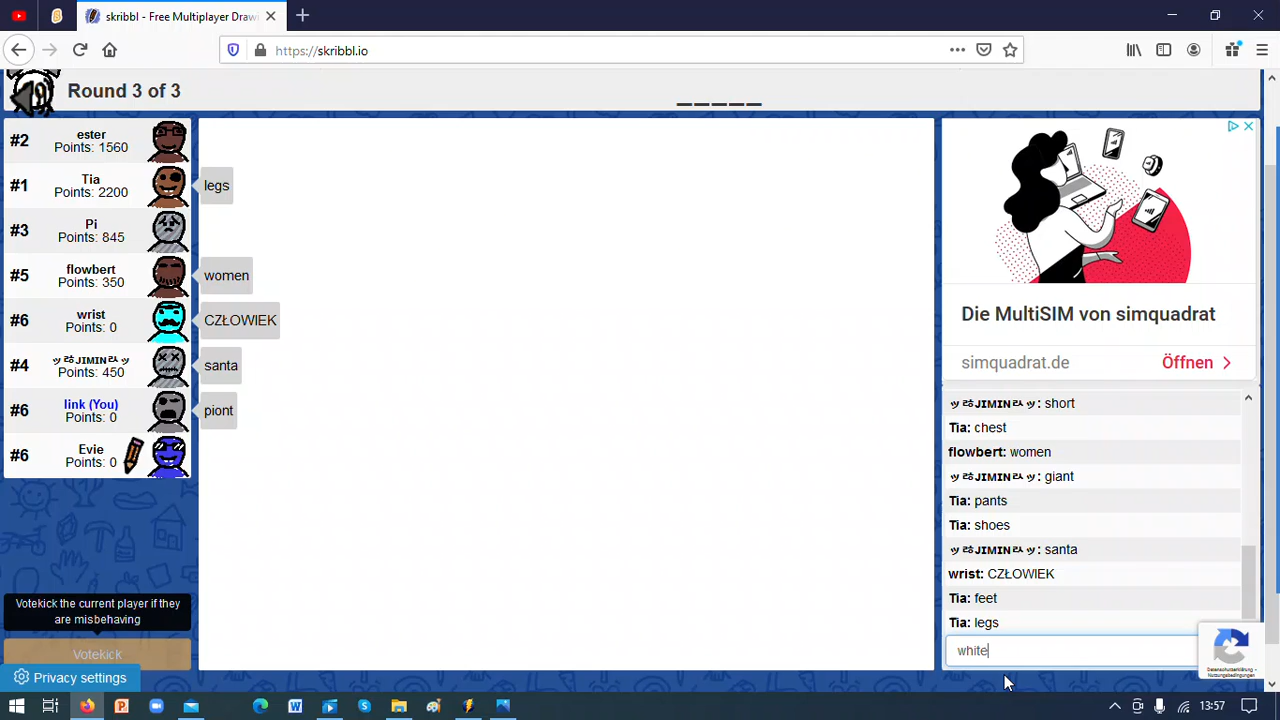 skribbl - Free Multiplayer Draw
https://skribbl.io
Round 3 of 3
_ _ _ _ _
#2 ester
Points: 1560
#1 Tia
Points: 2200
legs
#3 Pi
Points: 845
#5 flowbert
Points: 350
women
#6 wrist
Points: 0
CZŁOWIEK
#4
Points: 450
santa
#6 link (You)
Points: 0
piont
#6 Evie
Points: 0
Votekick the current player if they
are misbehaving
Votekick
Privacy settings
Die MultiSIM von simquadrat
simquadrat.de
Öffnen
short
Tia: chest
flowbert: women
giant
Tia: pants
Tia: shoes
santa
wrist: CZŁOWIEK
Tia: feet
Tia: legs
white
Datenschutzerklärung -
Nutzungsbedingungen
13:57